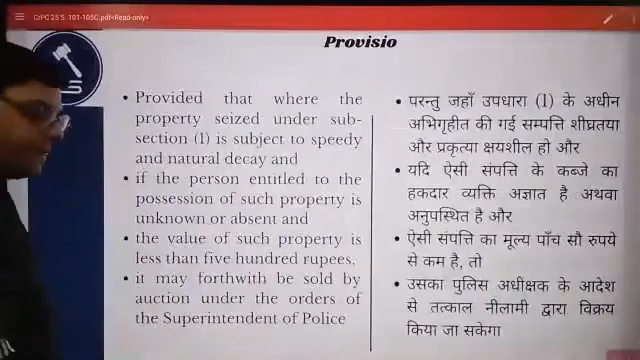 CrPC 25 S. 101-105C.pdf<Read-only>
Provisio
• Provided that where the
property seized under sub-
section (1) is subject to speedy
and natural decay and
• if the person entitled to the
possession of such property is
unknown or absent and
• the value of such property is
less than five hundred rupees,
• it may forthwith be sold by
auction under the orders of
the Superintendent of Police
• परन्तु जहाँ उपधारा (1) के अधीन
अभिगृहीत की गई सम्पत्ति शीघ्रतया
और प्रकृत्या क्षयशील हो और
• यदि ऐसी संपत्ति के कब्जे का
हकदार व्यक्ति अज्ञात है अथवा
अनुपस्थित है और
• ऐसी संपत्ति का मूल्य पाँच सौ रुपये
से कम है, तो
• उसका पुलिस अधीक्षक के आदेश
से तत्काल नीलामी द्वारा विक्रय
किया जा सकेगा